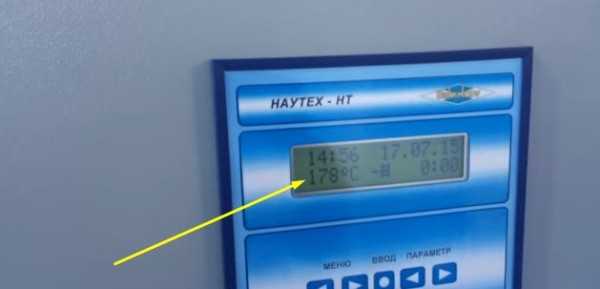 НАУТЕХ - НТ
14:56 17.07.15
178°C 0:00
МЕНЮ ВВОД ПАРАМЕТР